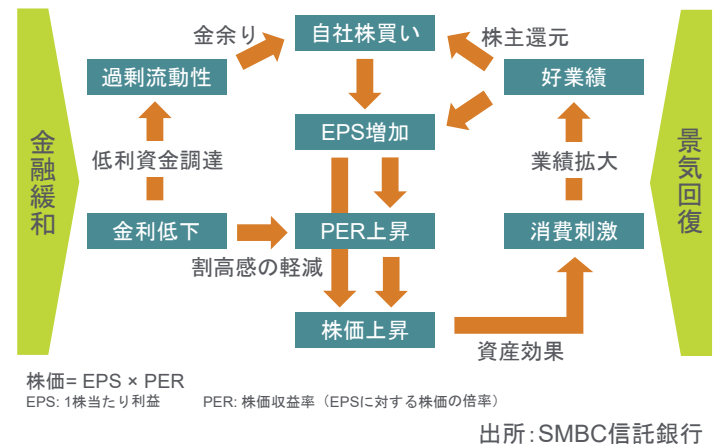 金余り
自社株買い
株主還元
過剰流動性
好業績
EPS増加
金融緩和
低利資金調達
業績拡大
景気回復
金利低下
PER上昇
消費刺激
割高感の軽減
株価上昇
資産効果
株価= EPS × PER
EPS: 1株当たり利益 PER: 株価収益率（EPSに対する株価の倍率）
出所：SMBC信託銀行